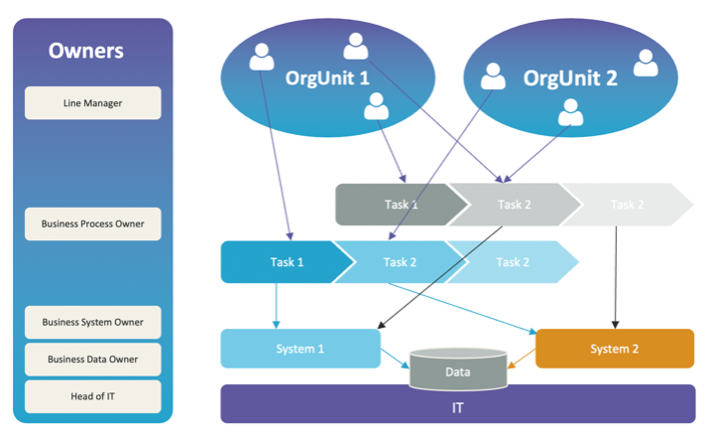 Owners
Line Manager
Business Process Owner
Business System Owner
Business Data Owner
Head of IT
OrgUnit 1
OrgUnit 2
Task 1
Task 2
Task 2
Task 1
Task 2
Task 2
System 1
System 2
Data
IT